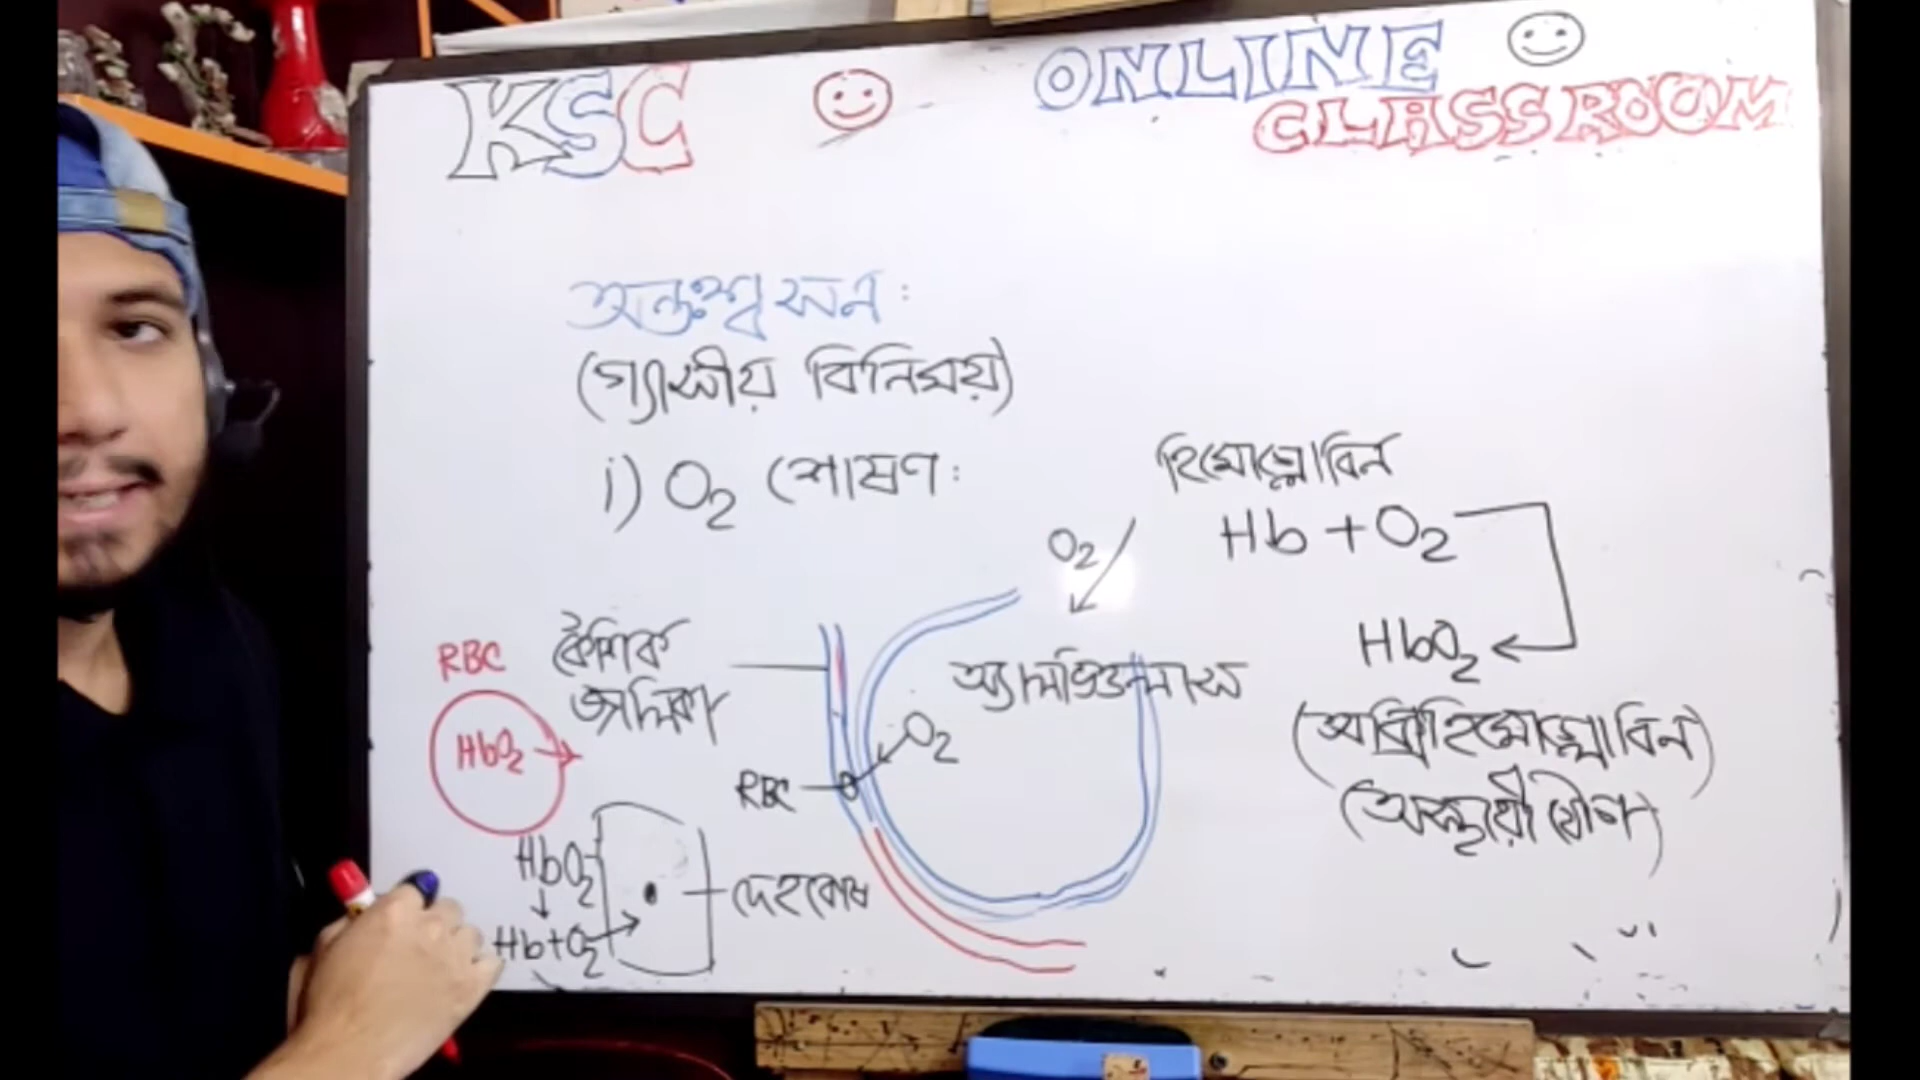 KSC
ONLINE
CLASSROOM
অন্তঃশ্বসন:
(গ্যাসীয় বিনিময়)
i) O₂ শোষণ:
হিমোগ্লোবিন
Hb + O₂
HbO₂
(অক্সিহিমোগ্লোবিন)
(অস্থায়ী যৌগ)
O₂
অ্যালভিওলাস
O₂
RBC
কৈশিক
জালিকা
RBC
HbO₂
HbO₂
Hb+O₂
দেহকোষ